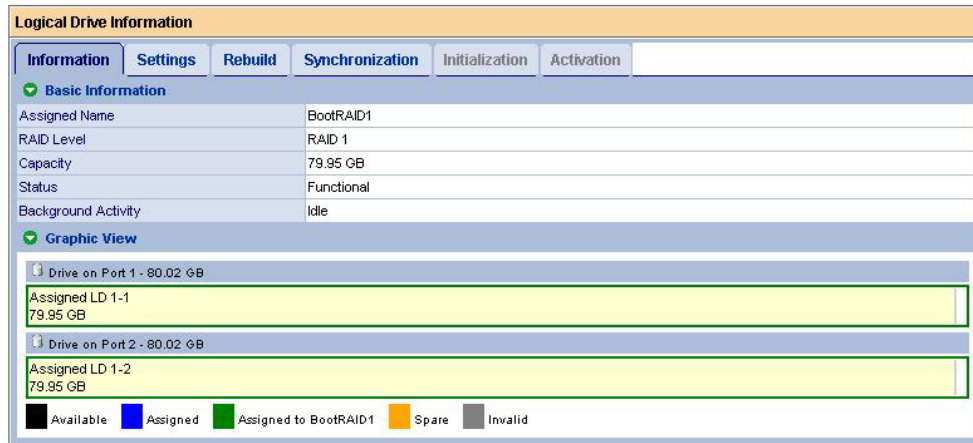 Logical Drive Information
Information Settings Rebuild Synchronization Initialization Activation
Basic Information
Assigned Name BootRAID1
RAID Level RAID 1
Capacity 79.95 GB
Status Functional
Background Activity Idle
Graphic View
Drive on Port 1 - 80.02 GB
Assigned LD 1-1
79.95 GB
Drive on Port 2 - 80.02 GB
Assigned LD 1-2
79.95 GB
Available Assigned Assigned to BootRAID1 Spare Invalid